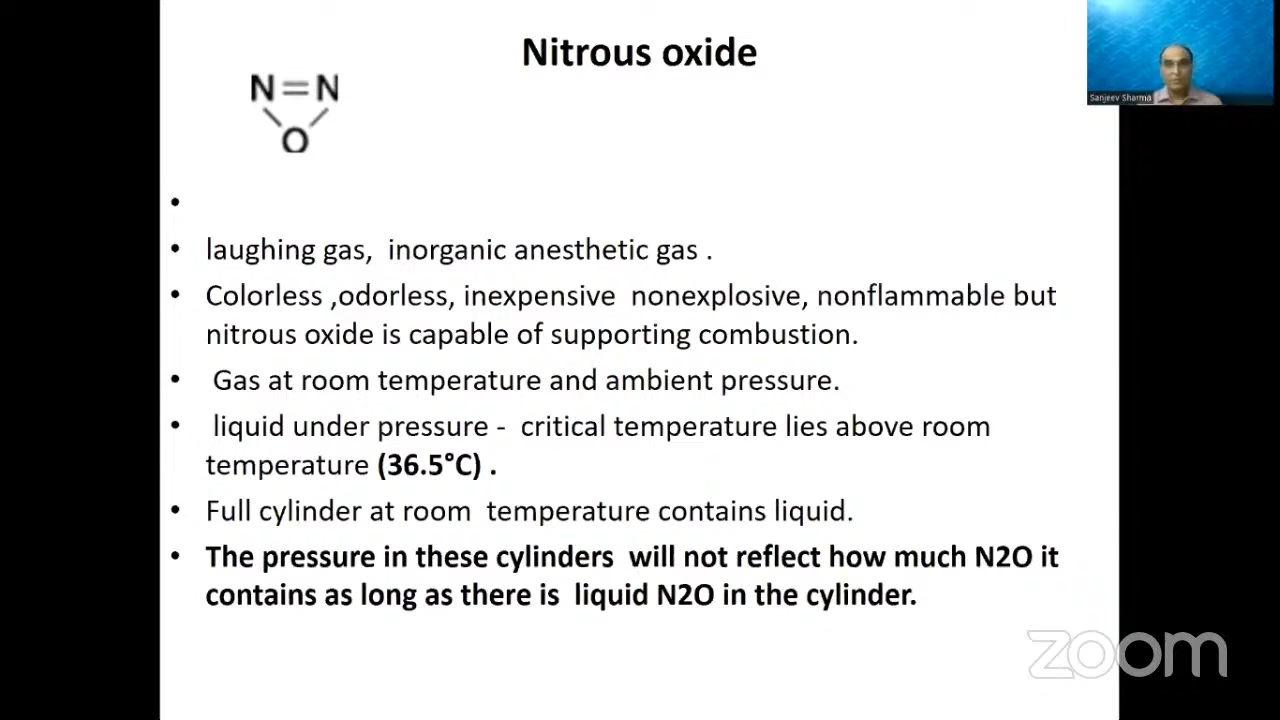 Nitrous oxide
N=N
O
Sanjeev Sharma
•
• laughing gas, inorganic anesthetic gas .
• Colorless ,odorless, inexpensive nonexplosive, nonflammable but
nitrous oxide is capable of supporting combustion.
• Gas at room temperature and ambient pressure.
• liquid under pressure - critical temperature lies above room
temperature (36.5°C) .
• Full cylinder at room temperature contains liquid.
• The pressure in these cylinders will not reflect how much N2O it
contains as long as there is liquid N2O in the cylinder.
zoom